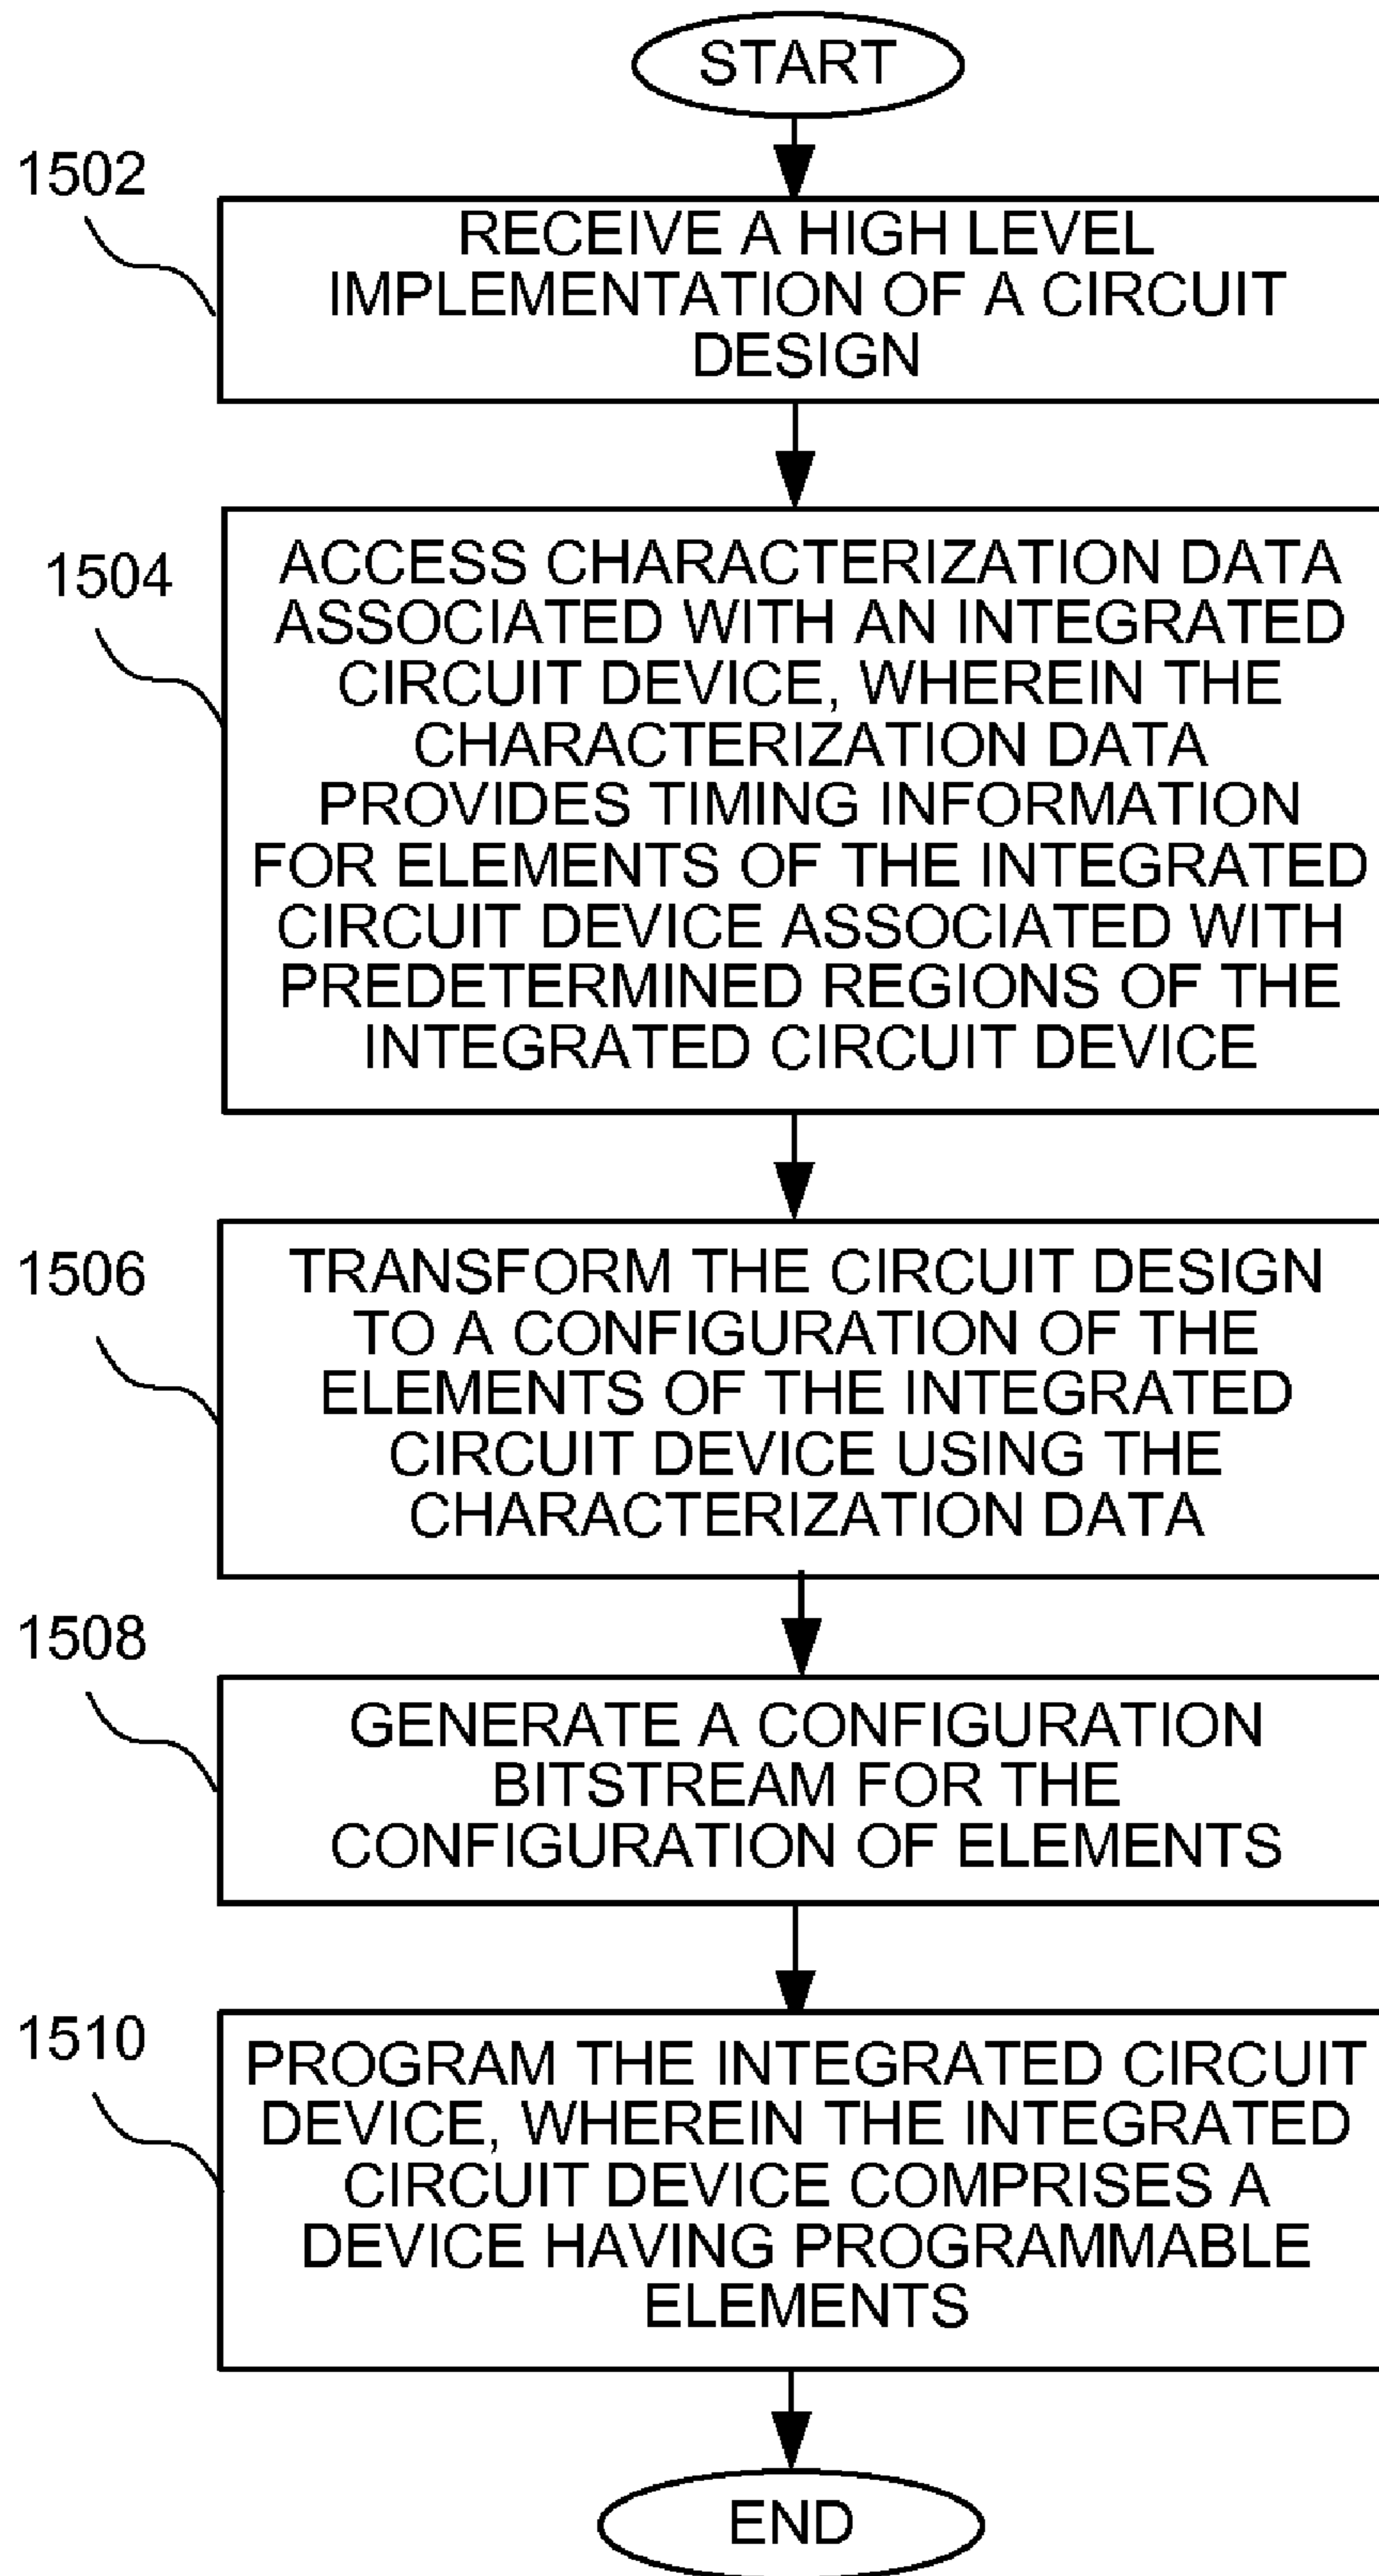 START
1502
RECEIVE A HIGH LEVEL
IMPLEMENTATION OF A CIRCUIT
DESIGN
1504
ACCESS CHARACTERIZATION DATA
ASSOCIATED WITH AN INTEGRATED
CIRCUIT DEVICE, WHEREIN THE
CHARACTERIZATION DATA
PROVIDES TIMING INFORMATION
FOR ELEMENTS OF THE INTEGRATED
CIRCUIT DEVICE ASSOCIATED WITH
PREDETERMINED REGIONS OF THE
INTEGRATED CIRCUIT DEVICE
1506
TRANSFORM THE CIRCUIT DESIGN
TO A CONFIGURATION OF THE
ELEMENTS OF THE INTEGRATED
CIRCUIT DEVICE USING THE
CHARACTERIZATION DATA
1508
GENERATE A CONFIGURATION
BITSTREAM FOR THE
CONFIGURATION OF ELEMENTS
1510
PROGRAM THE INTEGRATED CIRCUIT
DEVICE, WHEREIN THE INTEGRATED
CIRCUIT DEVICE COMPRISES A
DEVICE HAVING PROGRAMMABLE
ELEMENTS
END